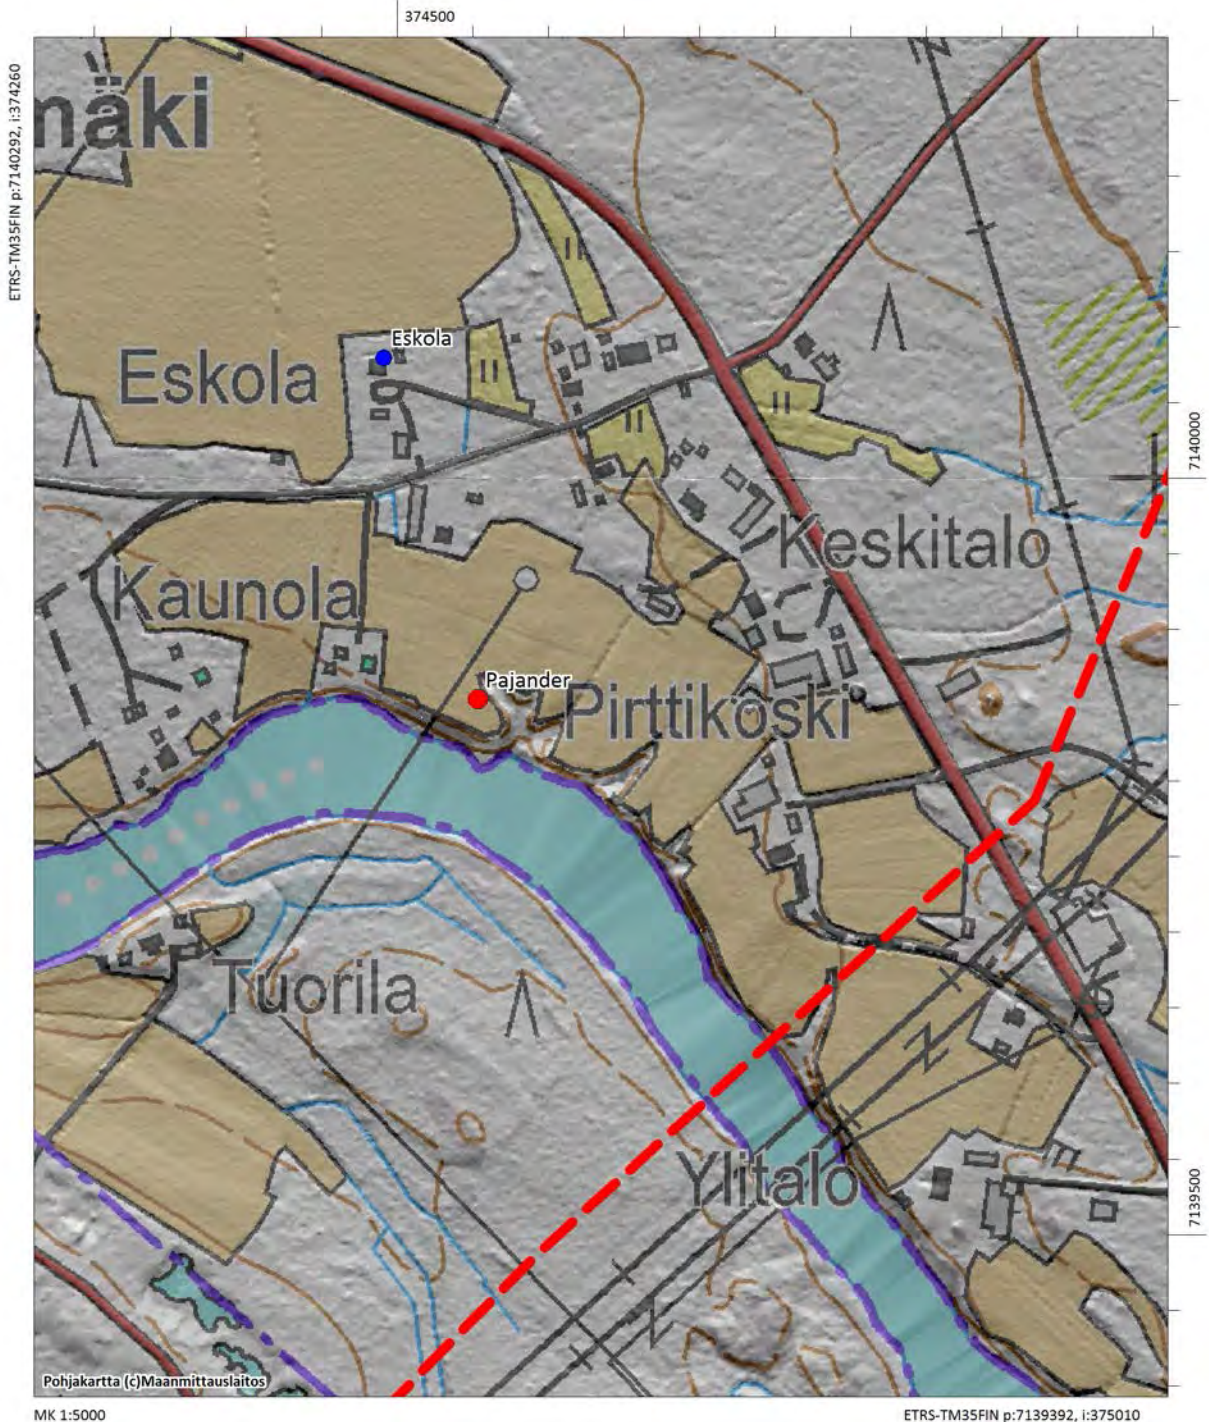 374500
ETRS-TM35FIN p:7140292, i:374260
mäki
Eskola
Eskola
7140000
Keskitalo
Kaunola
Pajander
Pirttikoski
Tuorila
Ylitalo
7139500
Pohjakartta (c)Maanmittauslaitos
MK 1:5000
ETRS-TM35FIN p:7139392, i:375010